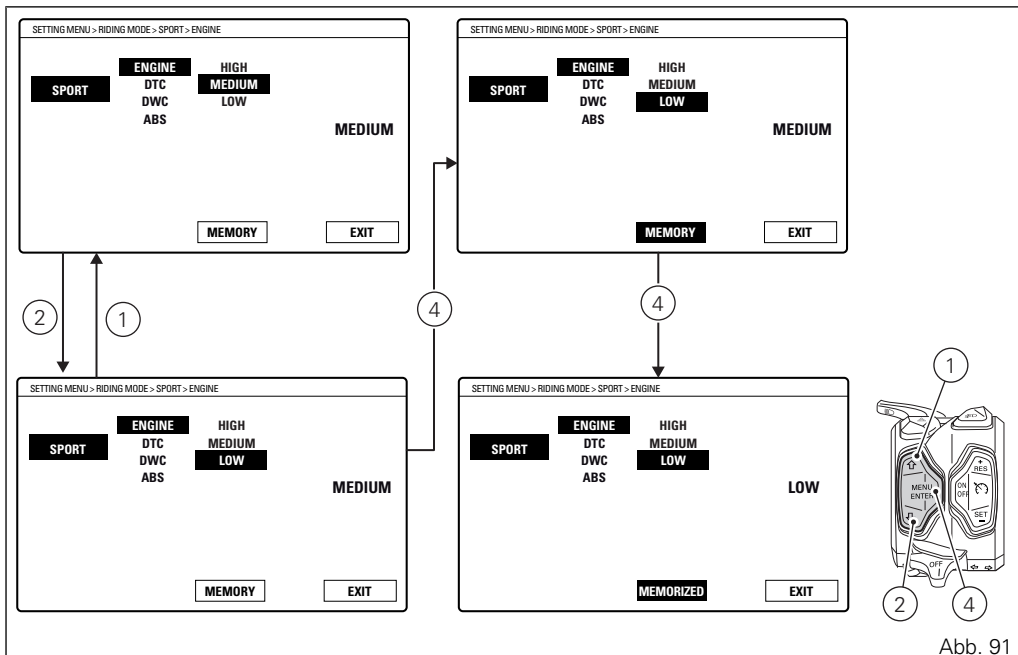 SETTING MENU > RIDING MODE > SPORT > ENGINE
ENGINE HIGH
SPORT DTC MEDIUM
DWC LOW
ABS
MEDIUM
MEMORY EXIT
SETTING MENU > RIDING MODE > SPORT > ENGINE
ENGINE HIGH
SPORT DTC MEDIUM
DWC LOW
ABS
MEDIUM
MEMORY EXIT
2
1
4
4
SETTING MENU > RIDING MODE > SPORT > ENGINE
ENGINE HIGH
SPORT DTC MEDIUM
DWC LOW
ABS
MEDIUM
MEMORY EXIT
SETTING MENU > RIDING MODE > SPORT > ENGINE
ENGINE HIGH
SPORT DTC MEDIUM
DWC LOW
ABS
LOW
MEMORIZED EXIT
1
+
RES
MENU
ENTER
ON
OFF
SET
–
OFF
2
4
Abb. 91